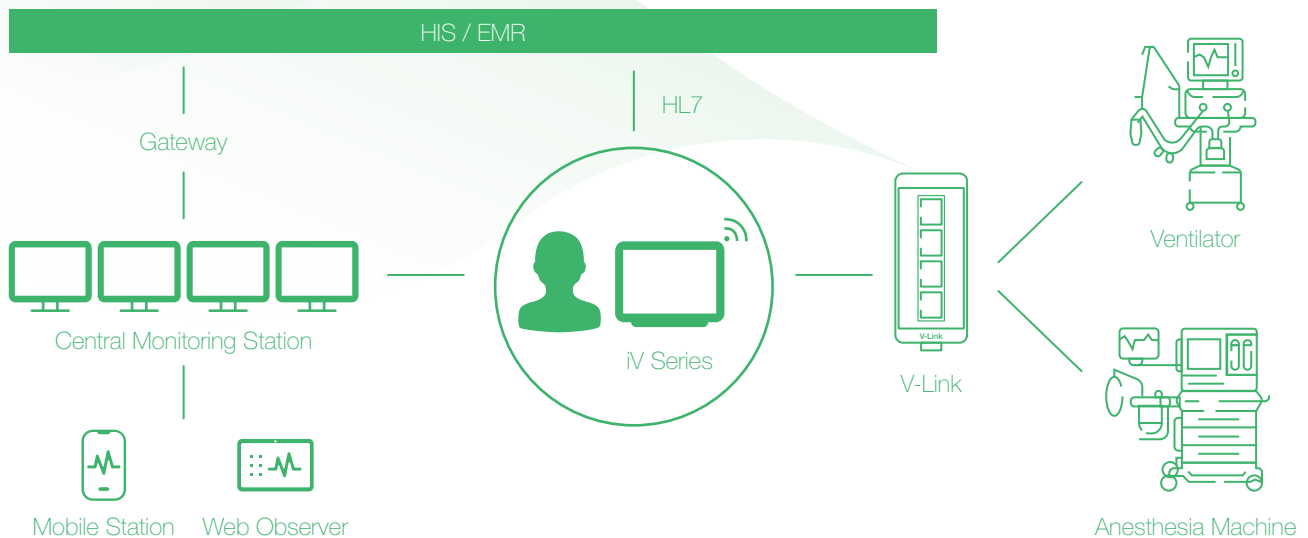 HIS / EMR
HL7
Gateway
Ventilator
Central Monitoring Station
V-Link
iV Series
V-Link
Mobile Station
Web Observer
Anesthesia Machine